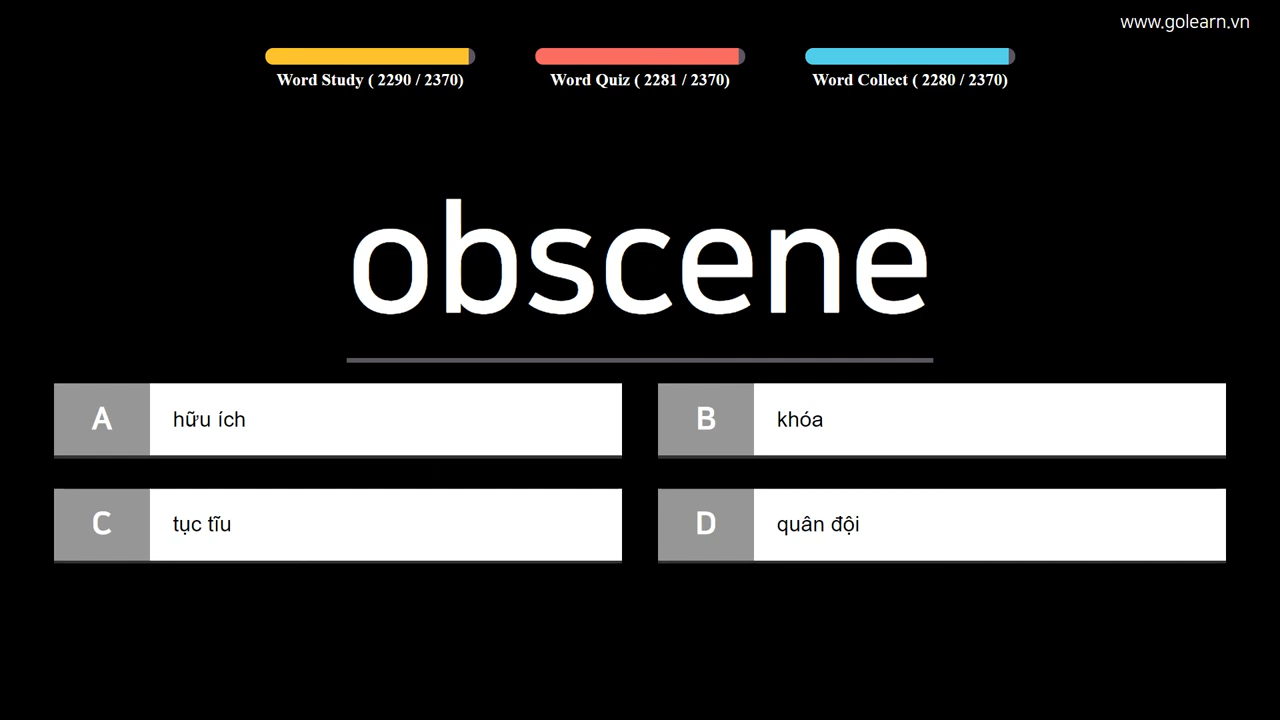 www.golearn.vn
Word Study ( 2290 / 2370)
Word Quiz ( 2281 / 2370)
Word Collect ( 2280 / 2370)
obscene
A hữu ích
B khóa
C tục tĩu
D quân đội